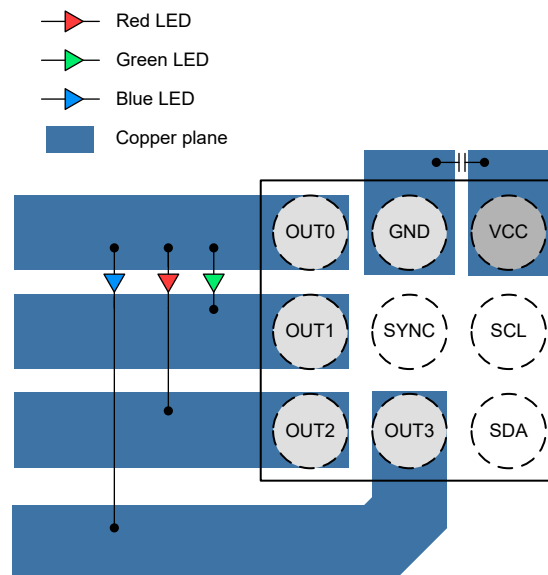 Red LED
Green LED
Blue LED
Copper plane
OUT0 GND VCC
OUT1 SYNC SCL
OUT2 OUT3 SDA